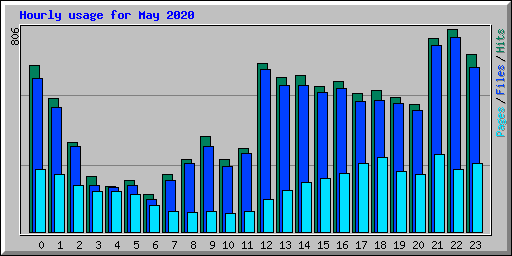 Hourly usage for May 2020
806
Pages/Files/Hits
0 1 2 3 4 5 6 7 8 9 10 11 12 13 14 15 16 17 18 19 20 21 22 23